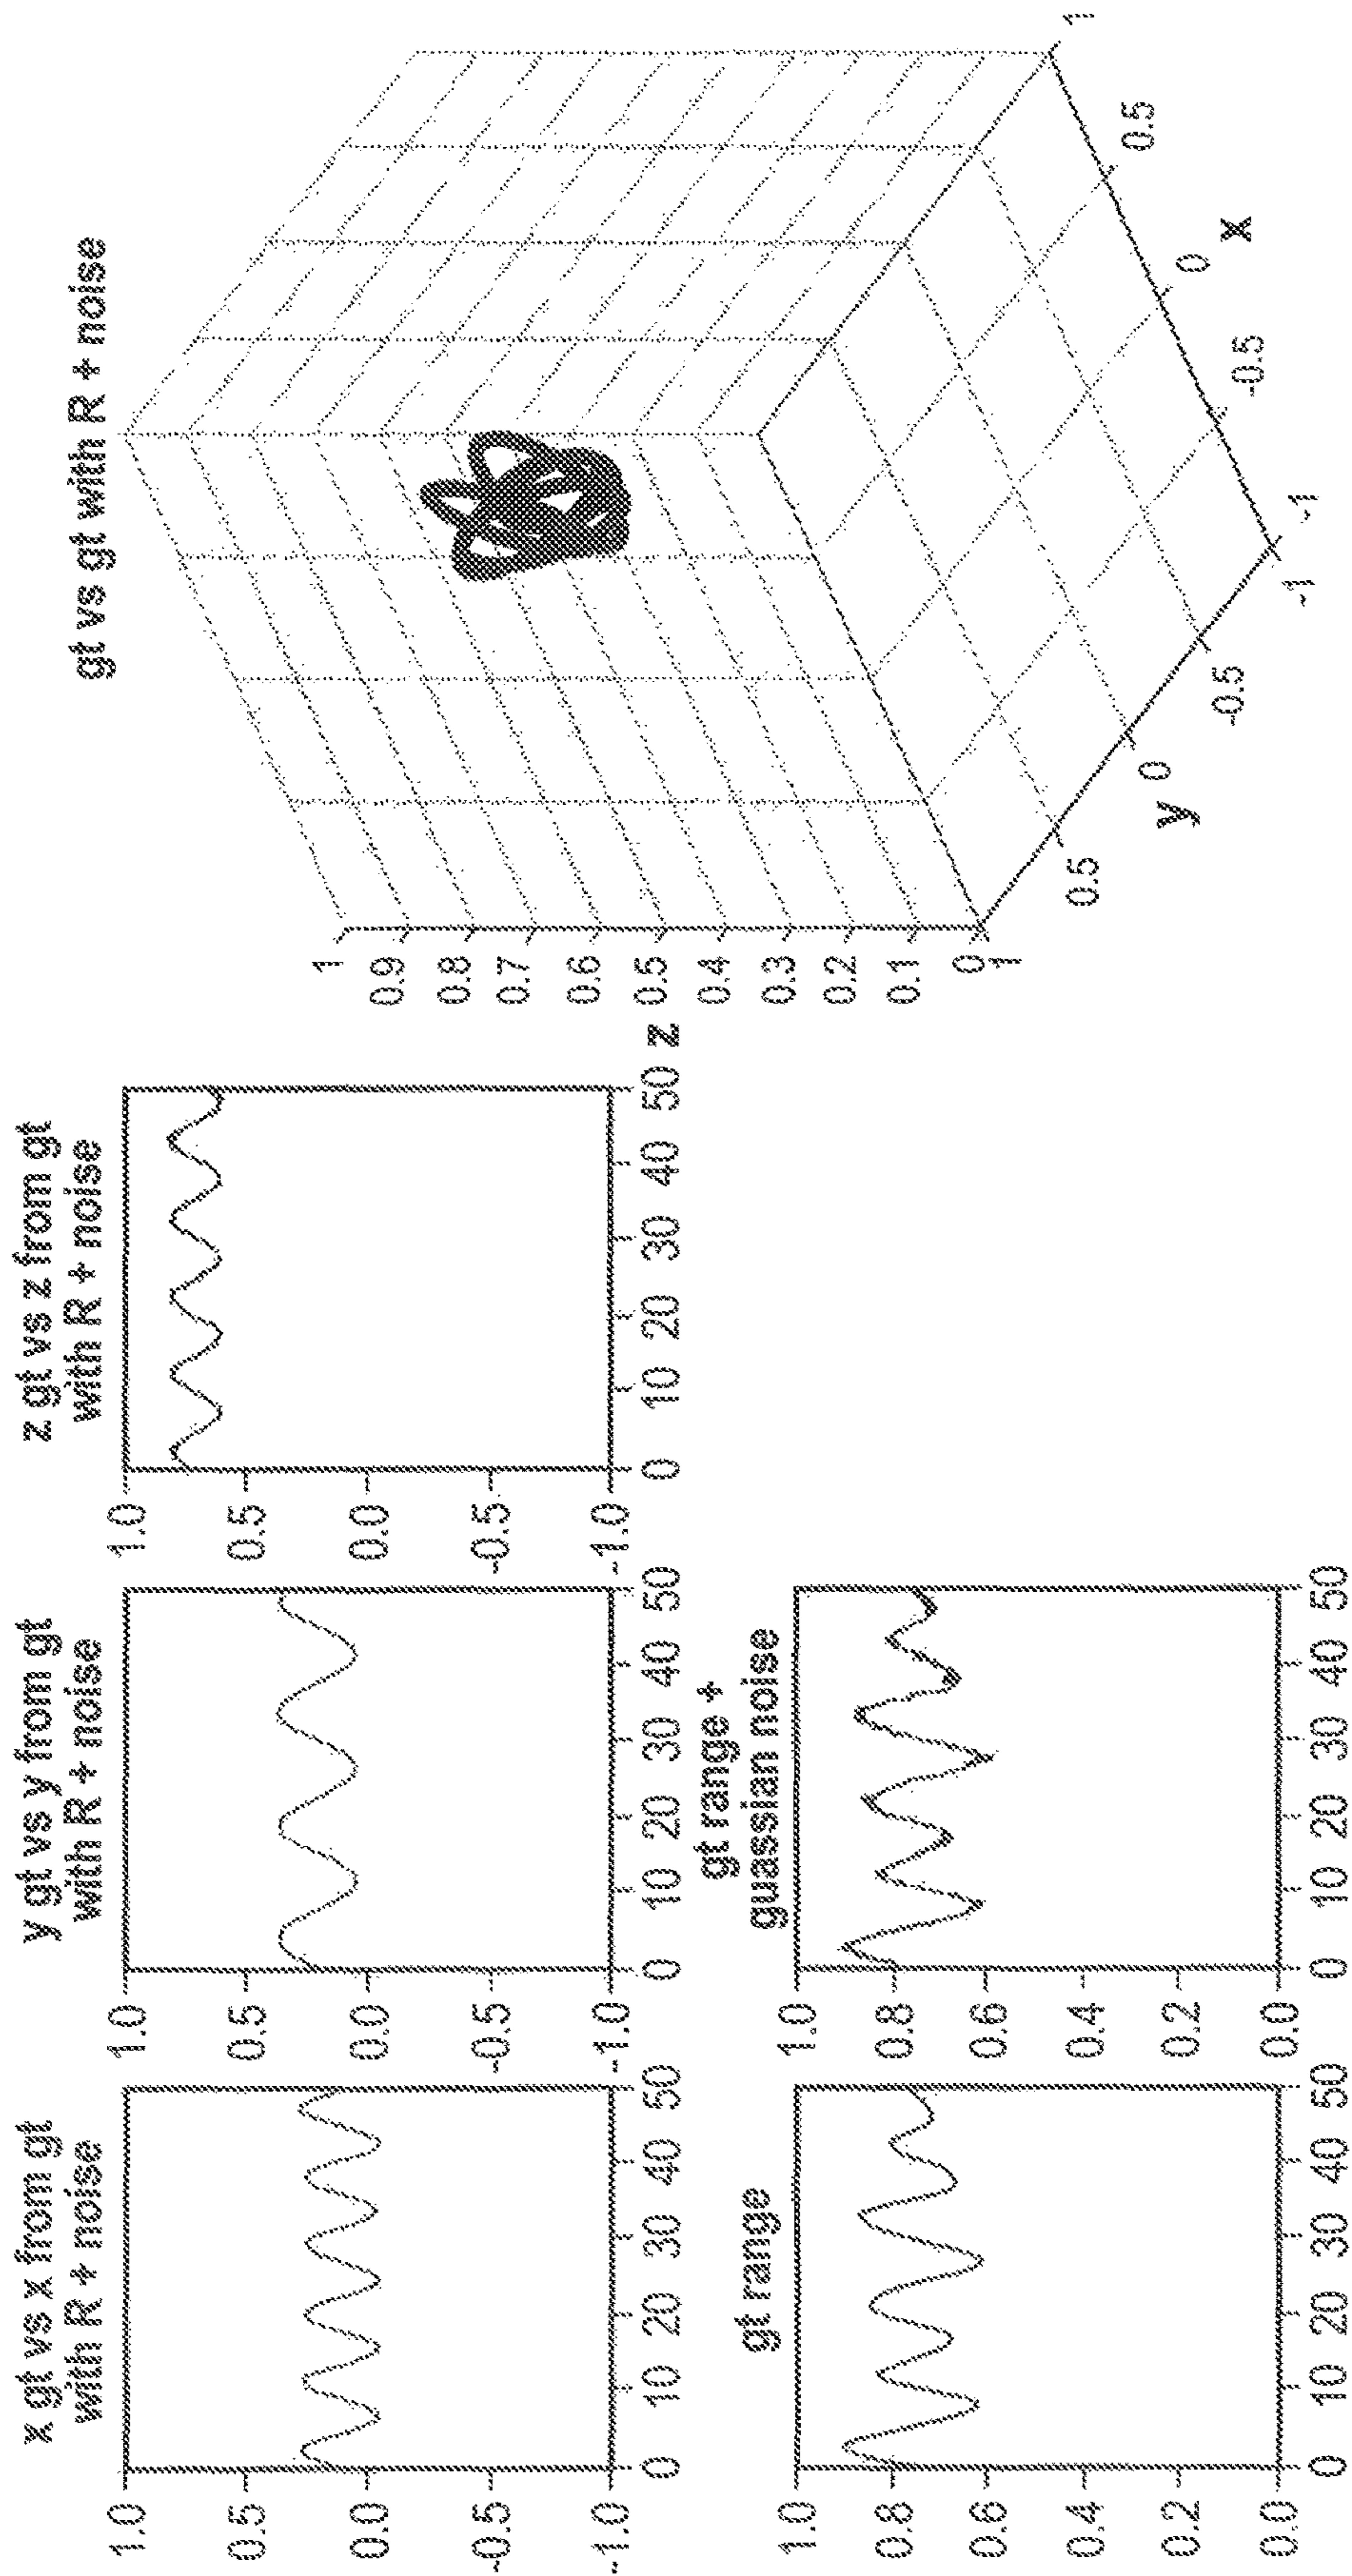 x gt vs x from gt
with R + noise
1.0
0.5
0.0
-0.5
-1.0
0 10 20 30 40 50
y gt vs y from gt
with R + noise
1.0
0.5
0.0
-0.5
-1.0
0 10 20 30 40 50
z gt vs z from gt
with R + noise
1.0
0.5
0.0
-0.5
-1.0
0 10 20 30 40 50
gt range
1.0
0.8
0.6
0.4
0.2
0.0
0 10 20 30 40 50
gt range +
guassian noise
1.0
0.8
0.6
0.4
0.2
0.0
0 10 20 30 40 50
gt vs gt with R + noise
1
0.9
0.8
0.7
0.6
0.5
0.4
0.3
0.2
0.1
0
z
1
0.5
0
-0.5
-1
y
-1
-0.5
0
0.5
1
x